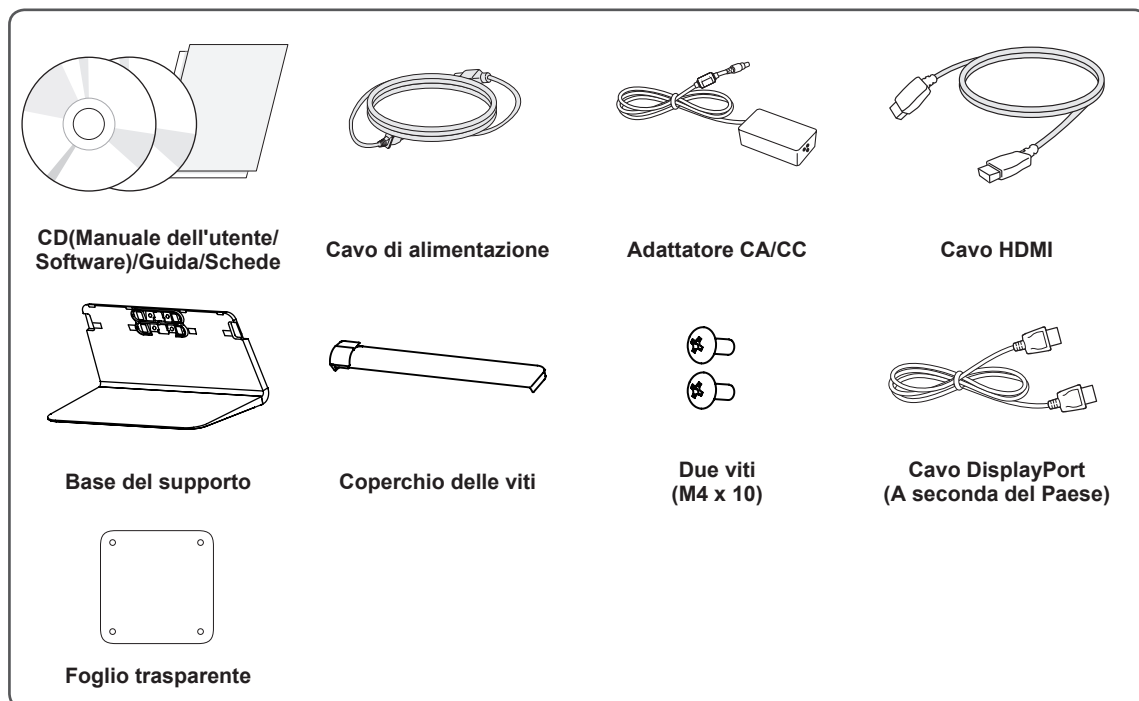 CD(Manuale dell'utente/
Software)/Guida/Schede
Cavo di alimentazione
Adattatore CA/CC
Cavo HDMI
Base del supporto
Coperchio delle viti
Due viti
(M4 x 10)
Cavo DisplayPort
(A seconda del Paese)
Foglio trasparente